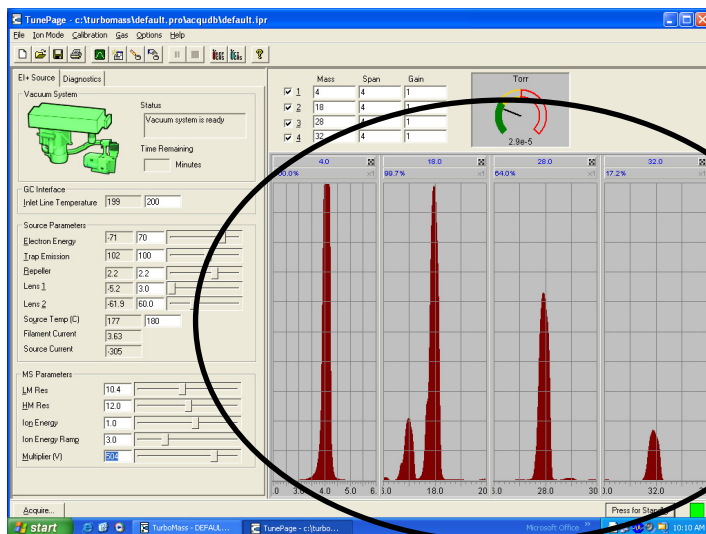 TunePage - c:\turbomass\default.pro\acqudb\default.ipr
File Ion Mode Calibration Gas Options Help
EI+ Source Diagnostics
Vacuum System
Status
Vacuum system is ready
Time Remaining
Minutes
GC Interface
Inlet Line Temperature 199 200
Source Parameters
Electron Energy -71 70
Trap Emission 102 100
Repeller 2.2 2.2
Lens 1 -5.2 3.0
Lens 2 -61.9 60.0
Source Temp (C) 177 180
Filament Current 3.63
Source Current -305
MS Parameters
LM Res 10.4
HM Res 12.0
Ion Energy 1.0
Ion Energy Ramp 3.0
Multiplier (V) 504
Mass Span Gain
1 4 4 1
2 18 4 1
3 28 4 1
4 32 4 1
Torr
2.9e-5
4.0 18.0 28.0 32.0
99.7% x1 64.0% x1 17.2% x1
3.0 4.0 5.0 6. 18.0 20 26.0 28.0 30 32.0
Acquire... Press for Standby
start TurboMass - DEFAUL... TunePage - c:\turbo... Microsoft Office » 10:10 AM